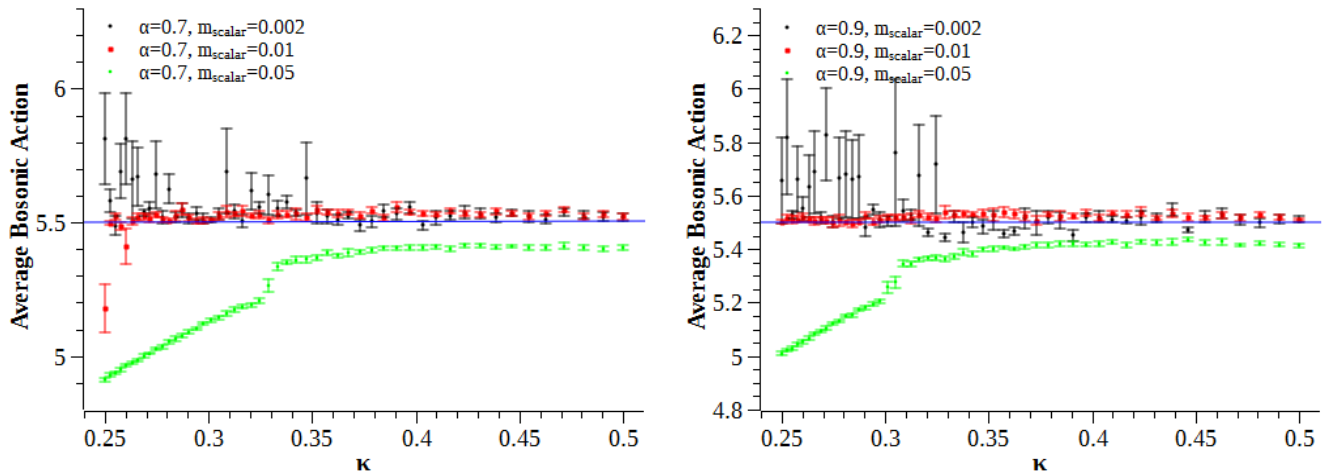 α=0.7, mscalar=0.002
α=0.7, mscalar=0.01
α=0.7, mscalar=0.05
Average Bosonic Action
6
5.5
5
0.25 0.3 0.35 0.4 0.45 0.5
κ
α=0.9, mscalar=0.002
α=0.9, mscalar=0.01
α=0.9, mscalar=0.05
Average Bosonic Action
6.2
6
5.8
5.6
5.4
5.2
5
4.8
0.25 0.3 0.35 0.4 0.45 0.5
κ